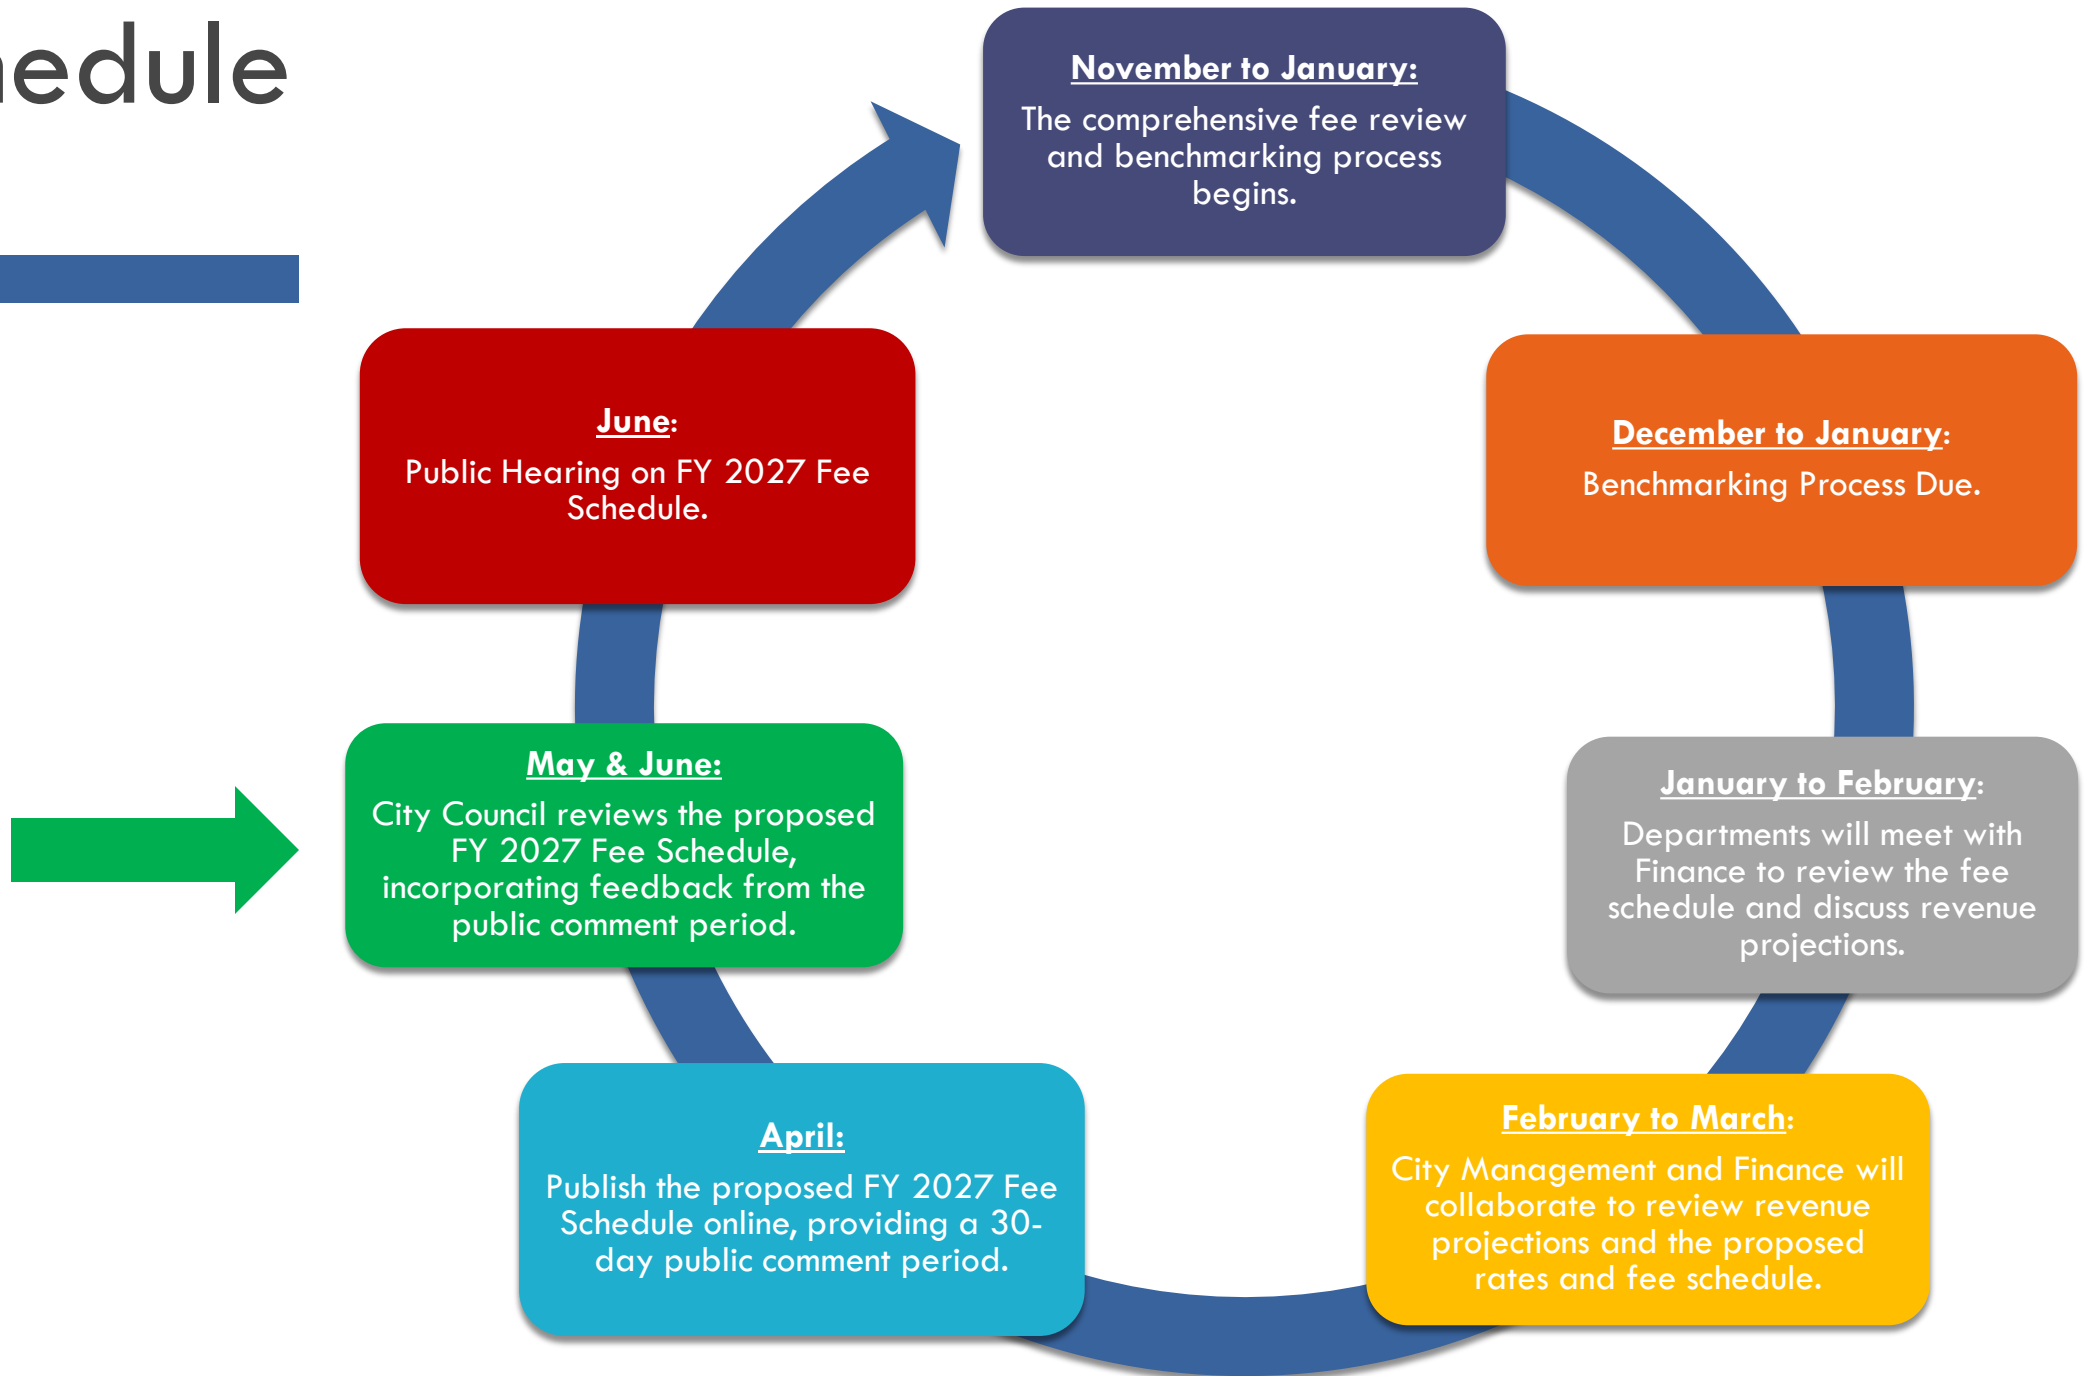 hedule
November to January:
The comprehensive fee review
and benchmarking process
begins.
December to January:
Benchmarking Process Due.
January to February:
Departments will meet with
Finance to review the fee
schedule and discuss revenue
projections.
February to March:
City Management and Finance will
collaborate to review revenue
projections and the proposed
rates and fee schedule.
April:
Publish the proposed FY 2027 Fee
Schedule online, providing a 30-
day public comment period.
May & June:
City Council reviews the proposed
FY 2027 Fee Schedule,
incorporating feedback from the
public comment period.
June:
Public Hearing on FY 2027 Fee
Schedule.